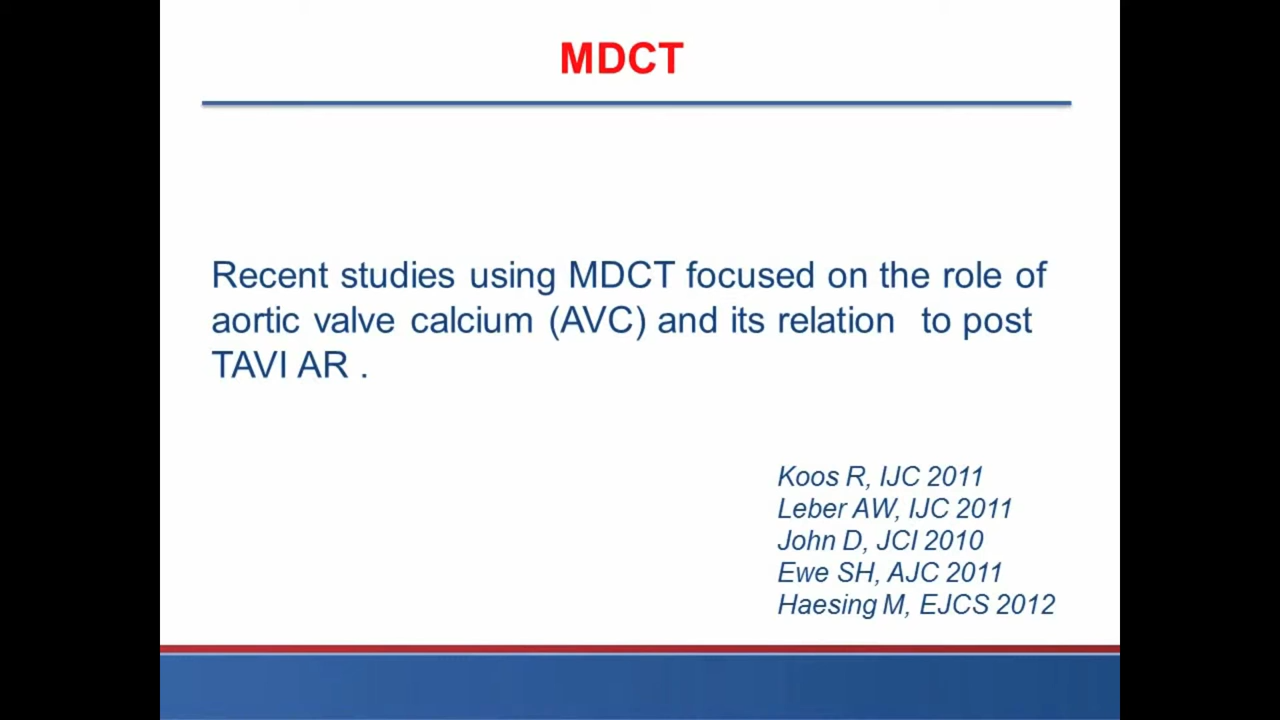 MDCT
Recent studies using MDCT focused on the role of
aortic valve calcium (AVC) and its relation to post
TAVI AR .
Koos R, IJC 2011
Leber AW, IJC 2011
John D, JCI 2010
Ewe SH, AJC 2011
Haesing M, EJCS 2012